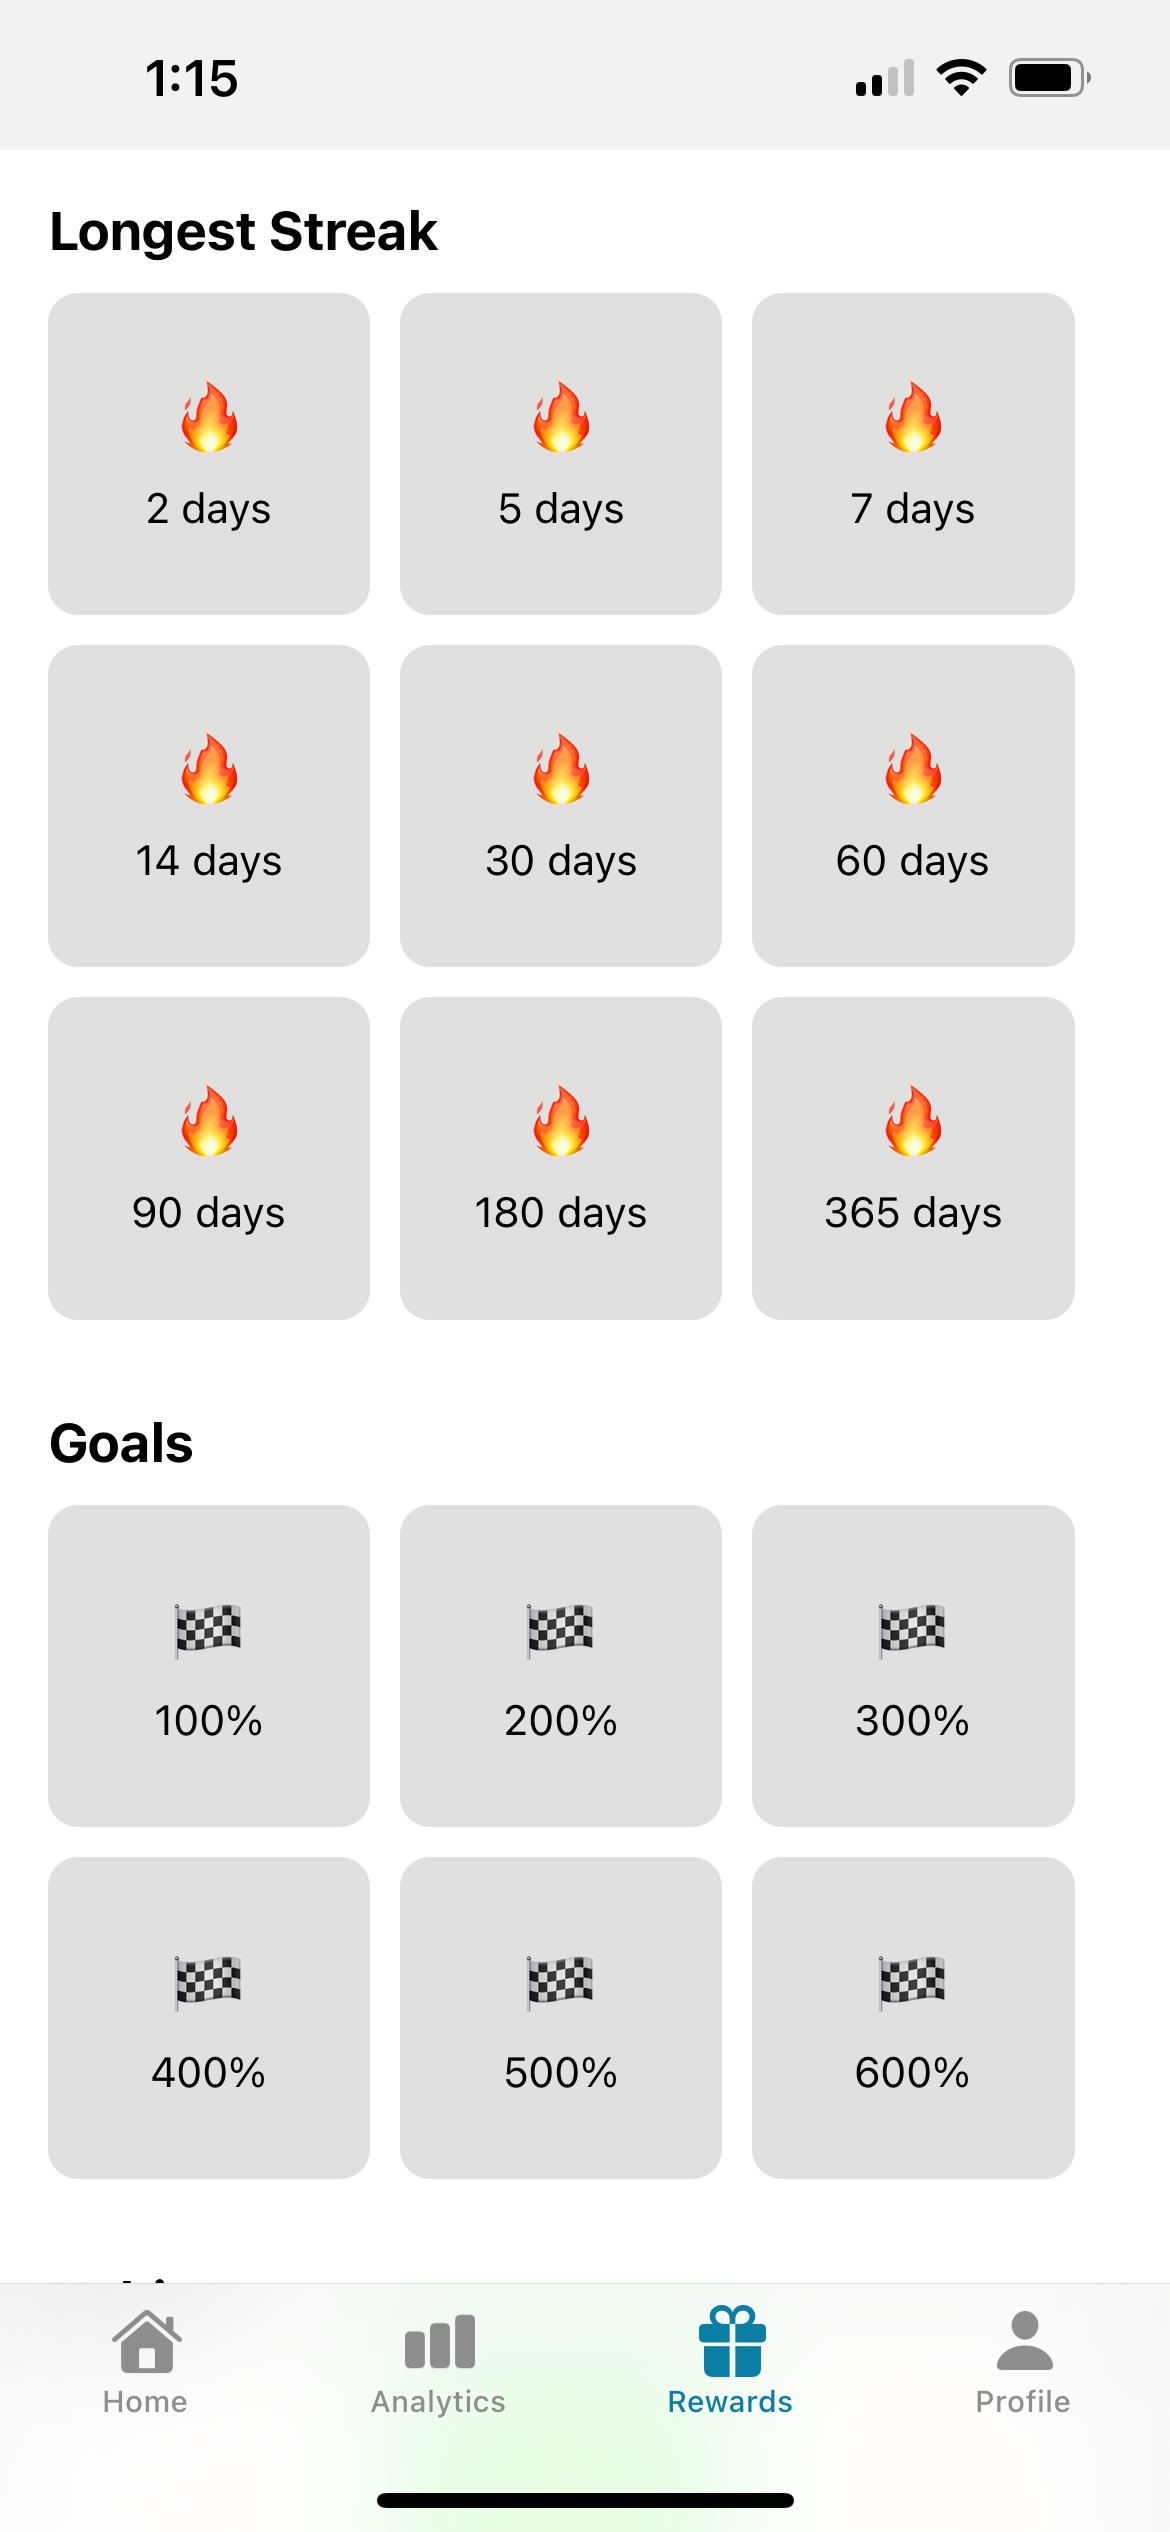 1:15
Longest Streak
2 days
5 days
7 days
14 days
30 days
60 days
90 days
180 days
365 days
Goals
100%
200%
300%
400%
500%
600%
Home
Analytics
Rewards
Profile